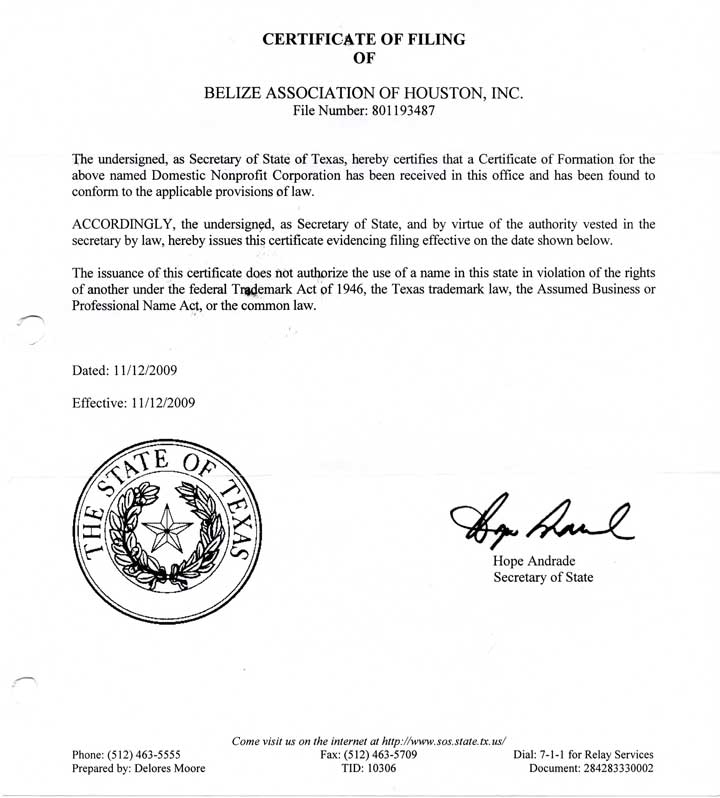 CERTIFICATE OF FILING
OF
BELIZE ASSOCIATION OF HOUSTON, INC.
File Number: 801193487
The undersigned, as Secretary of State of Texas, hereby certifies that a Certificate of Formation for the
above named Domestic Nonprofit Corporation has been received in this office and has been found to
conform to the applicable provisions of law.
ACCORDINGLY, the undersigned, as Secretary of State, and by virtue of the authority vested in the
secretary by law, hereby issues this certificate evidencing filing effective on the date shown below.
The issuance of this certificate does not authorize the use of a name in this state in violation of the rights
of another under the federal Trademark Act of 1946, the Texas trademark law, the Assumed Business or
Professional Name Act, or the common law.
Dated: 11/12/2009
Effective: 11/12/2009
THE STATE OF TEXAS
Hope Andrade
Secretary of State
Come visit us on the internet at http://www.sos.state.tx.us/
Phone: (512) 463-5555 Fax: (512) 463-5709 Dial: 7-1-1 for Relay Services
Prepared by: Delores Moore TID: 10306 Document: 284283330002